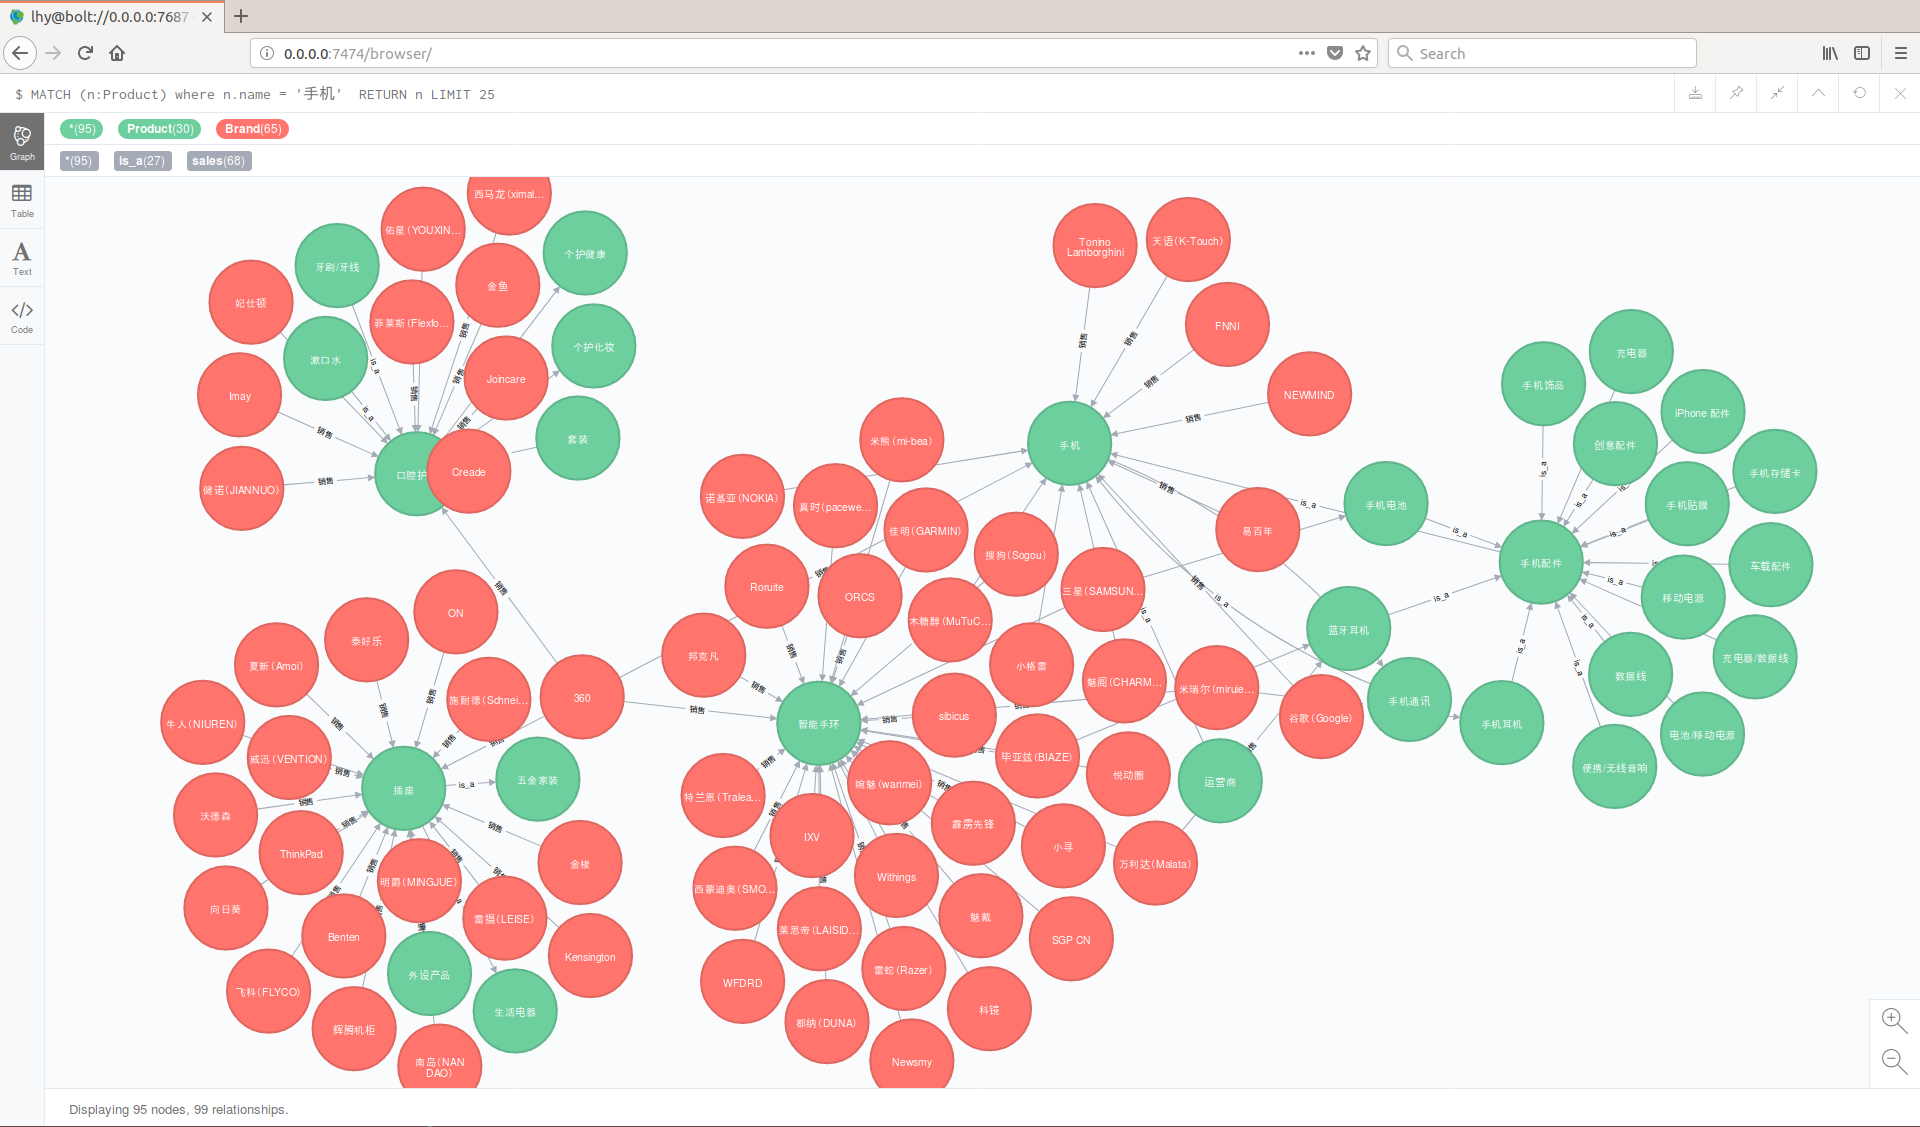 lhy@bolt://0.0.0.0:7687
0.0.0.0:7474/browser/
Search
$ MATCH (n:Product) where n.name = '手机' RETURN n LIMIT 25
*(95) Product(30) Brand(65)
*(95) is_a(27) sales(68)
Graph
Table
Text
Code
西马龙(ximal...
佑星(YOUXIN...
牙刷/牙线
个护健康
金鱼
妃仕顿
菲莱斯(Flexfo...
个护化妆
漱口水
Joincare
Imay
套装
口腔护
Creade
健诺(JIANNUO)
Tonino
Lamborghini
天语(K-Touch)
FNNI
NEWMIND
手机
米熊(mi-bea)
诺基亚(NOKIA)
真时(pacewe...
佳明(GARMIN)
搜狗(Sogou)
易百年
手机电池
Roruite
ORCS
三星(SAMSUN...
木糖醇(MuTuC...
蓝牙耳机
邦克凡
小格雷
魅阁(CHARM...
米瑞尔(miruie...
谷歌(Google)
手机通讯
手机耳机
充电器
手机饰品
iPhone 配件
创意配件
手机存储卡
手机贴膜
手机配件
车载配件
移动电源
充电器/数据线
数据线
电池/移动电源
便携/无线音响
ON
泰好乐
夏新(Amoi)
施耐德(Schnei...
360
牛人(NIUREN)
威迅(VENTION)
五金家装
插座
沃德森
ThinkPad
明爵(MINGJUE)
金梭
向日葵
Benten
雷摄(LEISE)
Kensington
外设产品
飞科(FLYCO)
生活电器
辉腾机柜
南岛(NAN
DAO)
智能手环
sibicus
毕亚兹(BIAZE)
悦动圈
运营商
特兰恩(Tralea...
婉魅(wanmei)
IXV
霹雳先锋
小寻
万利达(Malata)
西蒙迪奥(SMO...
Withings
莱思帝(LAISID...
魅戴
SGP CN
WFDRD
雷蛇(Razer)
都纳(DUNA)
科镜
Newsmy
销售
is_a
Displaying 95 nodes, 99 relationships.